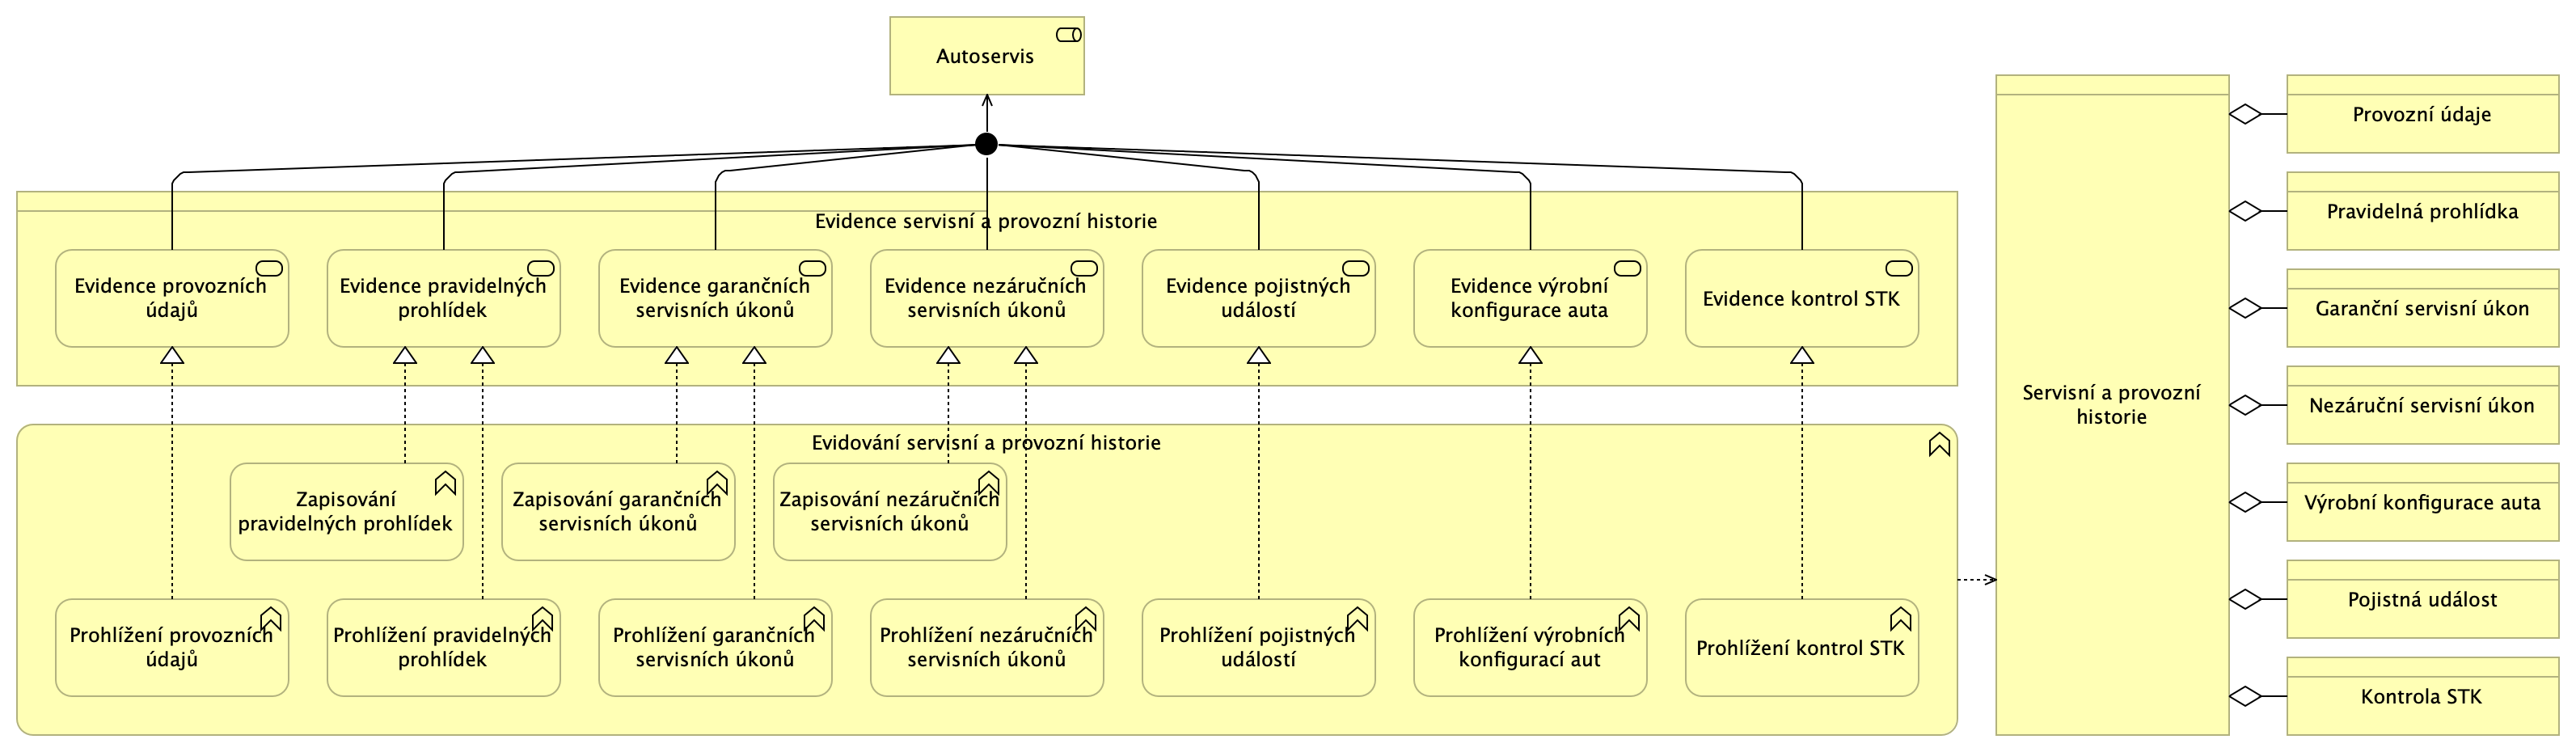 Autoservis
Evidence servisní a provozní historie
Evidence provozních
údajů
Evidence pravidelných
prohlídek
Evidence garančních
servisních úkonů
Evidence nezáručních
servisních úkonů
Evidence pojistných
událostí
Evidence výrobní
konfigurace auta
Evidence kontrol STK
Evidování servisní a provozní historie
Zapisování
pravidelných prohlídek
Zapisování garančních
servisních úkonů
Zapisování nezáručních
servisních úkonů
Prohlížení provozních
údajů
Prohlížení pravidelných
prohlídek
Prohlížení garančních
servisních úkonů
Prohlížení nezáručních
servisních úkonů
Prohlížení pojistných
událostí
Prohlížení výrobních
konfigurací aut
Prohlížení kontrol STK
Servisní a provozní
historie
Provozní údaje
Pravidelná prohlídka
Garanční servisní úkon
Nezáruční servisní úkon
Výrobní konfigurace auta
Pojistná událost
Kontrola STK